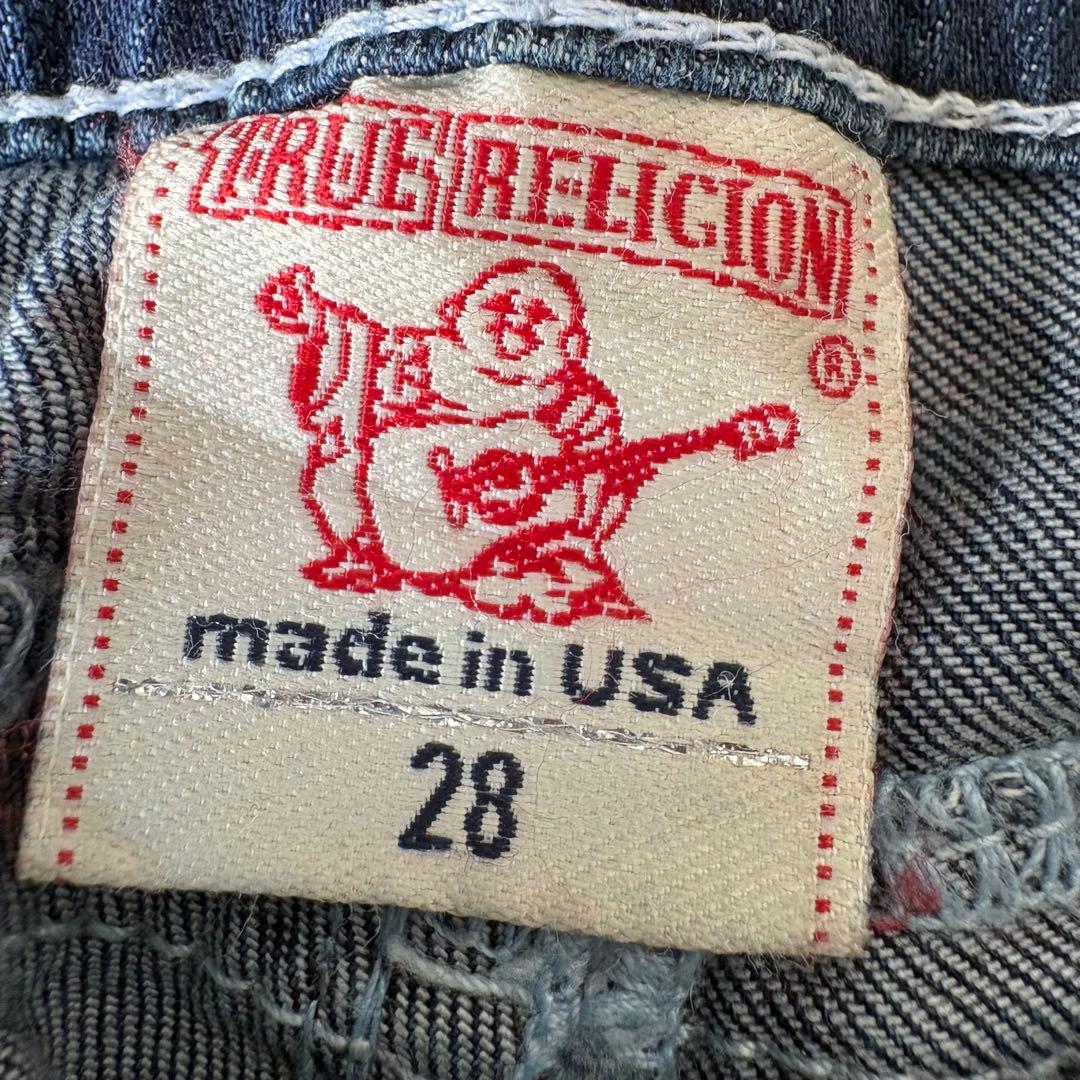 TRUE RELIGION
®
made in USA
28